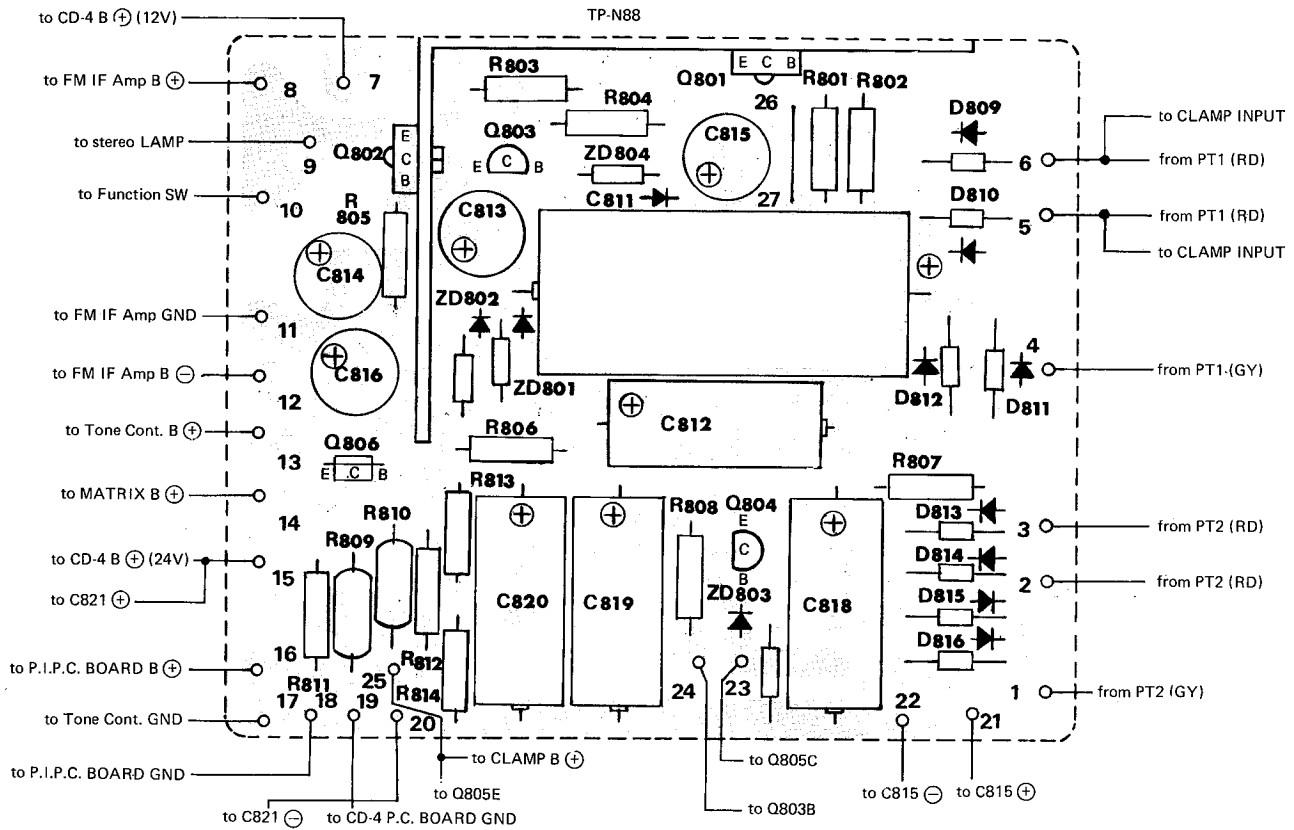 TP-N88
to CD-4 B ⊕ (12V)
to FM IF Amp B ⊕
8
7
to stereo LAMP
9
to Function SW
10
to FM IF Amp GND
11
to FM IF Amp B ⊖
12
to Tone Cont. B ⊕
13
to MATRIX B ⊕
14
to CD-4 B ⊕ (24V)
15
to C821 ⊕
to P.I.P.C. BOARD B ⊕
16
to Tone Cont. GND
17
18
19
20
25
to P.I.P.C. BOARD GND
to C821 ⊖
to CD-4 P.C. BOARD GND
to Q805E
to CLAMP B ⊕
to Q805C
to Q803B
24
23
22
21
to C815 ⊖
to C815 ⊕
R803
R804
Q803
E C B
ZD804
C811
Q802
E
C
B
R
805
C814 ⊕
C813 ⊕
C816 ⊕
ZD802
ZD801
Q801
E C B
26
C815 ⊕
27
R801
R802
D809
6
D810
5
⊕
4
D812
D811
C812 ⊕
R806
Q806
E C B
R813
R810
R809
R811
R812
R814
C820 ⊕
C819 ⊕
R808
Q804
E
C
B
ZD803
C818 ⊕
R807
D813
3
D814
2
D815
D816
1
to CLAMP INPUT
from PT1 (RD)
from PT1 (RD)
to CLAMP INPUT
from PT1.(GY)
from PT2 (RD)
from PT2 (RD)
from PT2 (GY)